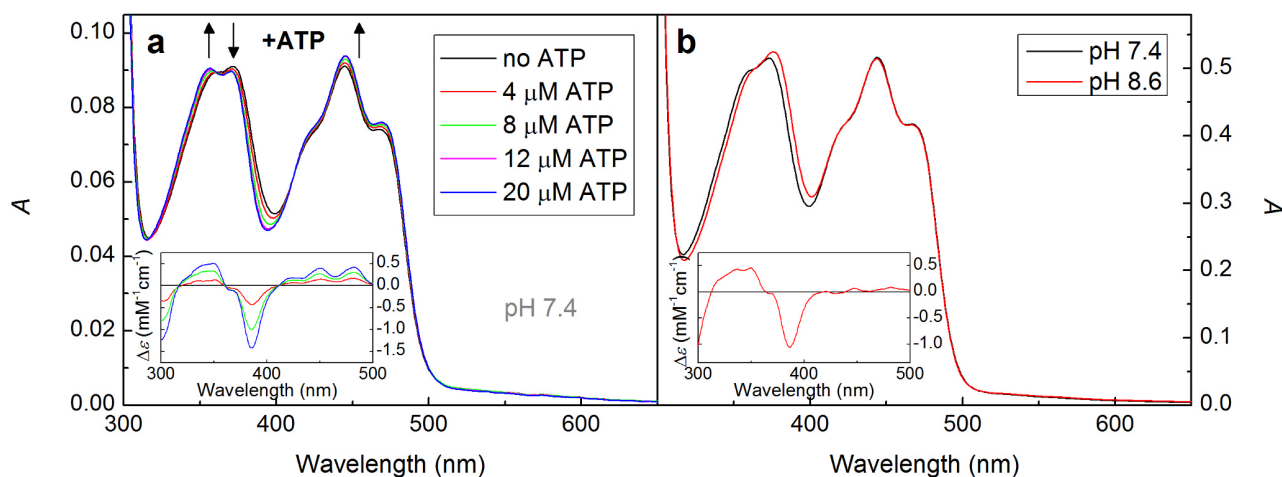 a
+ATP
no ATP
4 μM ATP
8 μM ATP
12 μM ATP
20 μM ATP
0.10
0.08
0.06
0.04
0.02
0.00
A
300
400
500
600
Wavelength (nm)
pH 7.4
0.5
0.0
-0.5
-1.0
-1.5
Δε (mM⁻¹ cm⁻¹)
300
400
500
Wavelength (nm)
b
pH 7.4
pH 8.6
0.5
0.4
0.3
0.2
0.1
0.0
A
400
500
600
Wavelength (nm)
0.5
0.0
-0.5
-1.0
Δε (mM⁻¹ cm⁻¹)
300
400
500
Wavelength (nm)